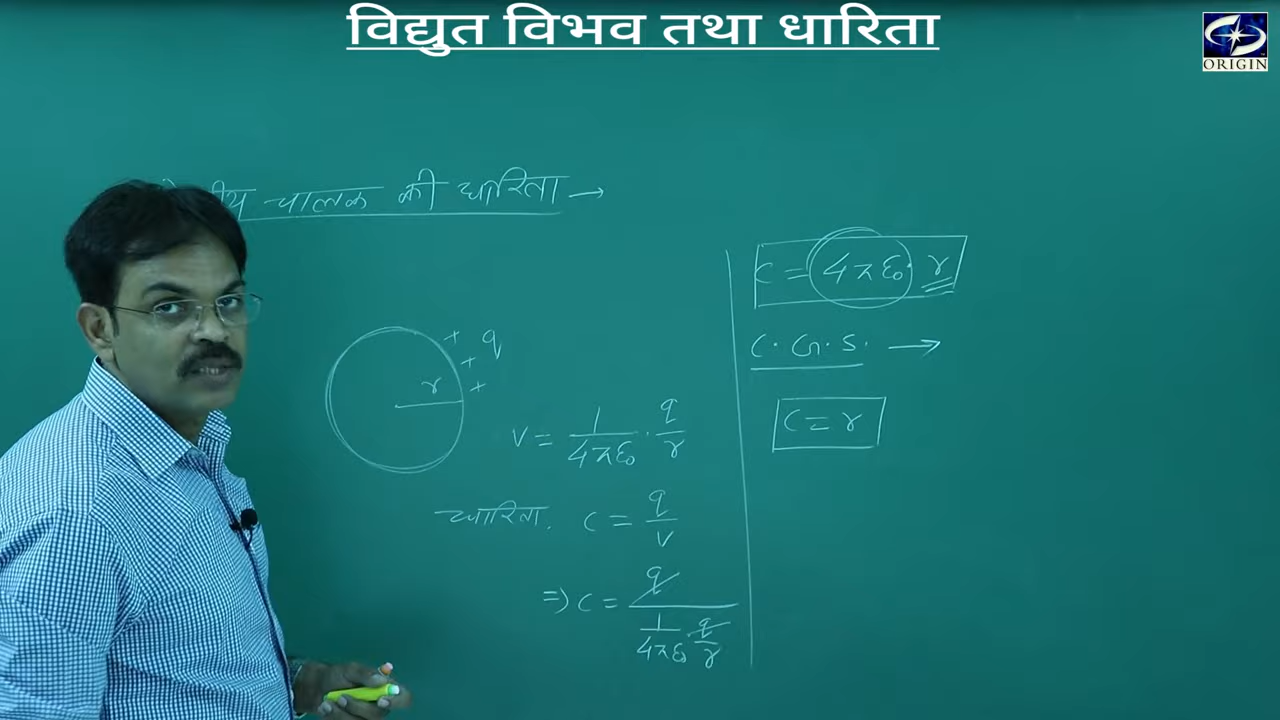 विद्युत विभव तथा धारिता
ORIGIN
चालक की धारिता →
+ q
+
+
r
V = 1/4πε₀ · q/r
धारिता. C = q/V
⇒ C = q/(1/4πε₀ · q/r)
C = 4πε₀ · r
C.G.S. →
C = r